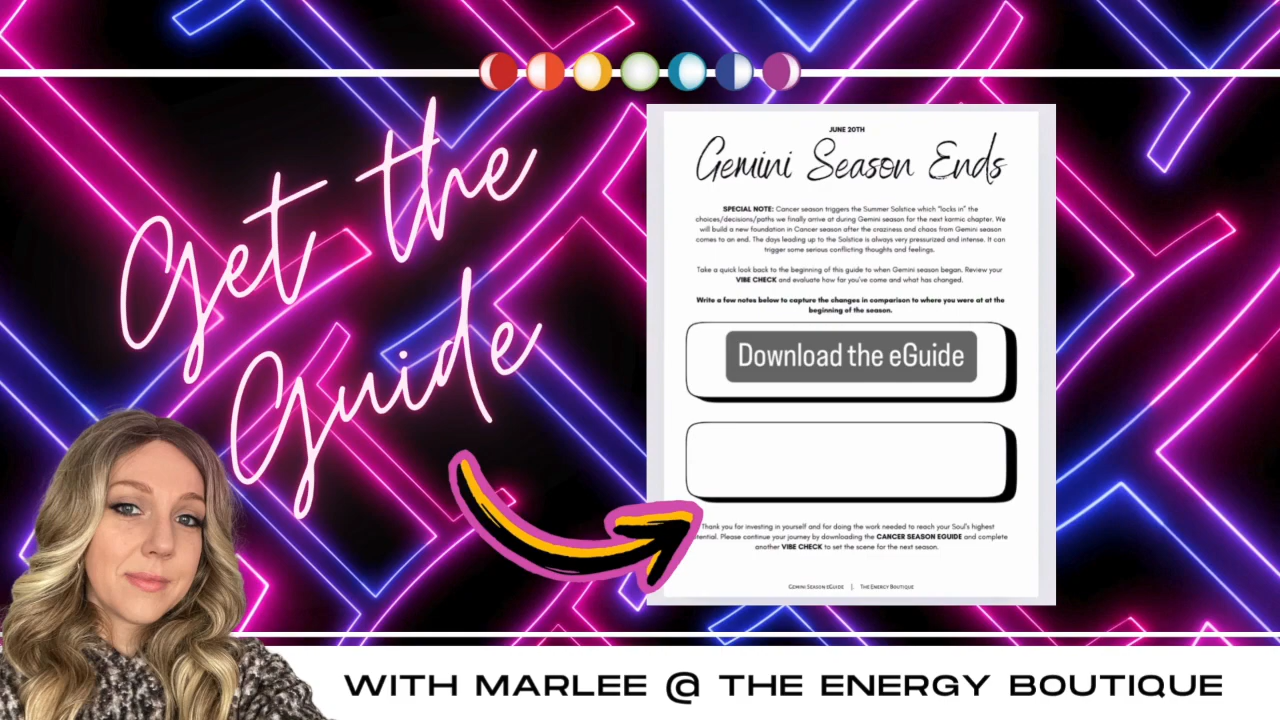 Get the
Guide
JUNE 20TH
Gemini Season Ends
SPECIAL NOTE: Cancer season triggers the Summer Solstice which "locks in" the
choices/decisions/paths we finally arrive at during Gemini season for the next karmic chapter. We
will build a new foundation in Cancer season after the craziness and chaos from Gemini season
comes to an end. The days leading up to the Solstice is always very pressurized and intense. It can
trigger some serious conflicting thoughts and feelings.
Take a quick look back to the beginning of this guide to when Gemini season began. Review your
VIBE CHECK and evaluate how far you've come and what has changed.
Write a few notes below to capture the changes in comparison to where you were at at the
beginning of the season.
Download the eGuide
Thank you for investing in yourself and for doing the work needed to reach your Soul's highest
tential. Please continue your journey by downloading the CANCER SEASON EGUIDE and complete
another VIBE CHECK to set the scene for the next season.
GEMINI SEASON EGUIDE | THE ENERGY BOUTIQUE
WITH MARLEE @ THE ENERGY BOUTIQUE